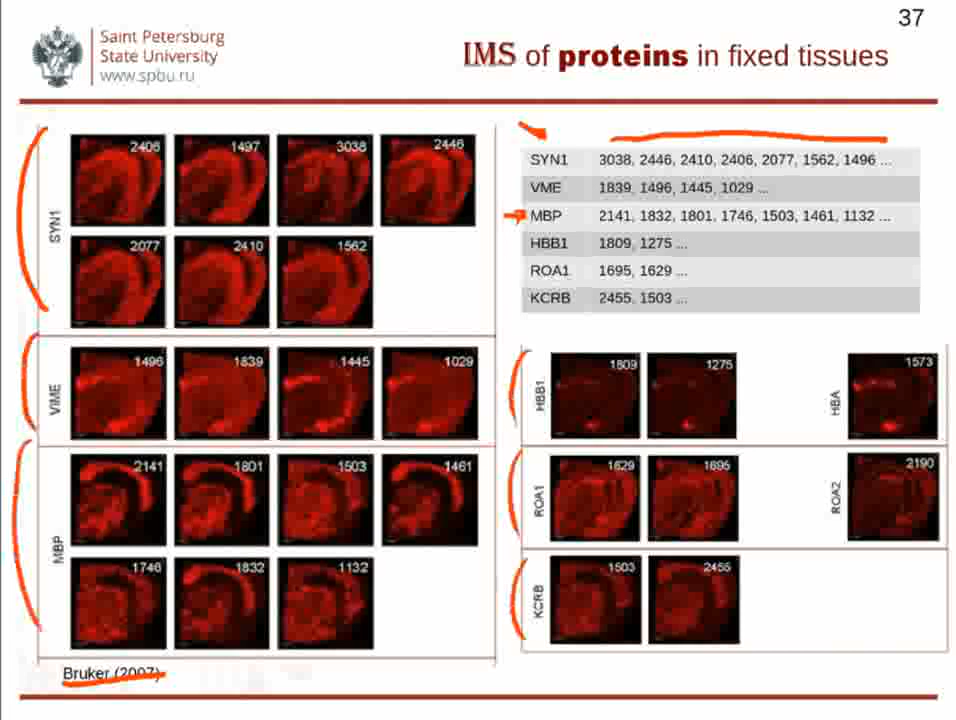 37
Saint Petersburg
State University
www.spbu.ru
IMS of proteins in fixed tissues
SYN1
2406 1497 3038 2446
2077 2410 1562
VIME
1496 1839 1445 1029
MBP
2141 1801 1503 1461
1746 1832 1132
Bruker (2007)
SYN1 3038, 2446, 2410, 2406, 2077, 1562, 1496 ...
VME 1839, 1496, 1445, 1029 ...
MBP 2141, 1832, 1801, 1746, 1503, 1461, 1132 ...
HBB1 1809, 1275 ...
ROA1 1695, 1629 ...
KCRB 2455, 1503 ...
HBB1 1809 1275 HBA 1573
ROA1 1629 1695 ROA2 2190
KCRB 1503 2455